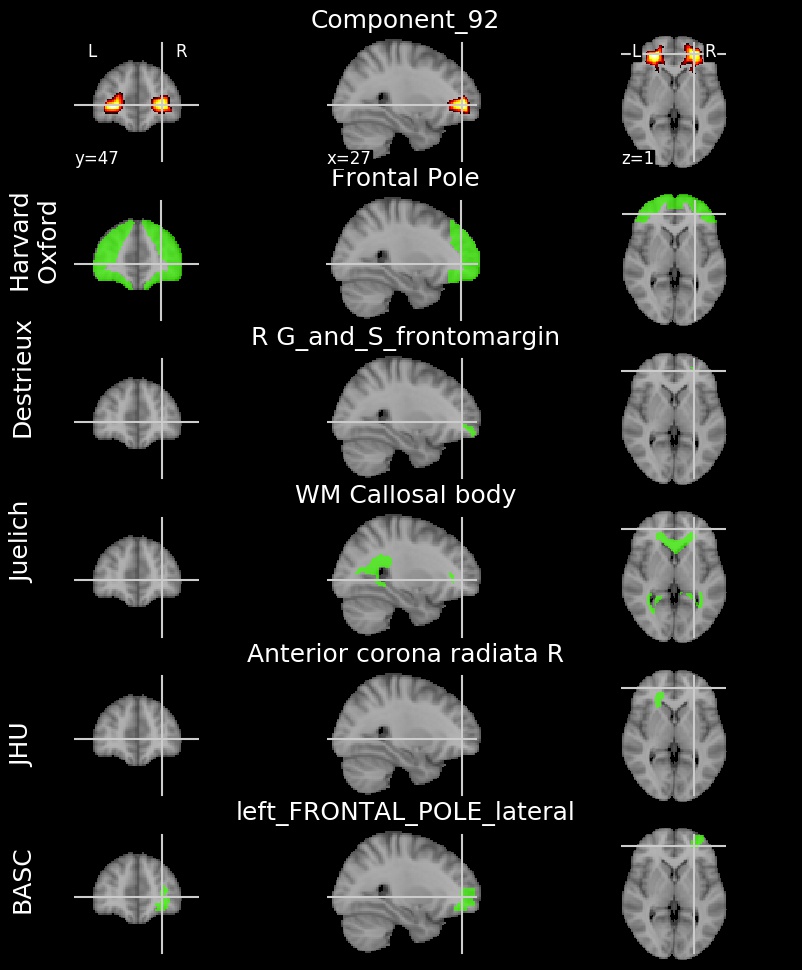 Component_92
L R L R
y=47 x=27 z=1
Harvard
Oxford
Frontal Pole
Destrieux
R G_and_S_frontomargin
Juelich
WM Callosal body
JHU
Anterior corona radiata R
BASC
left_FRONTAL_POLE_lateral